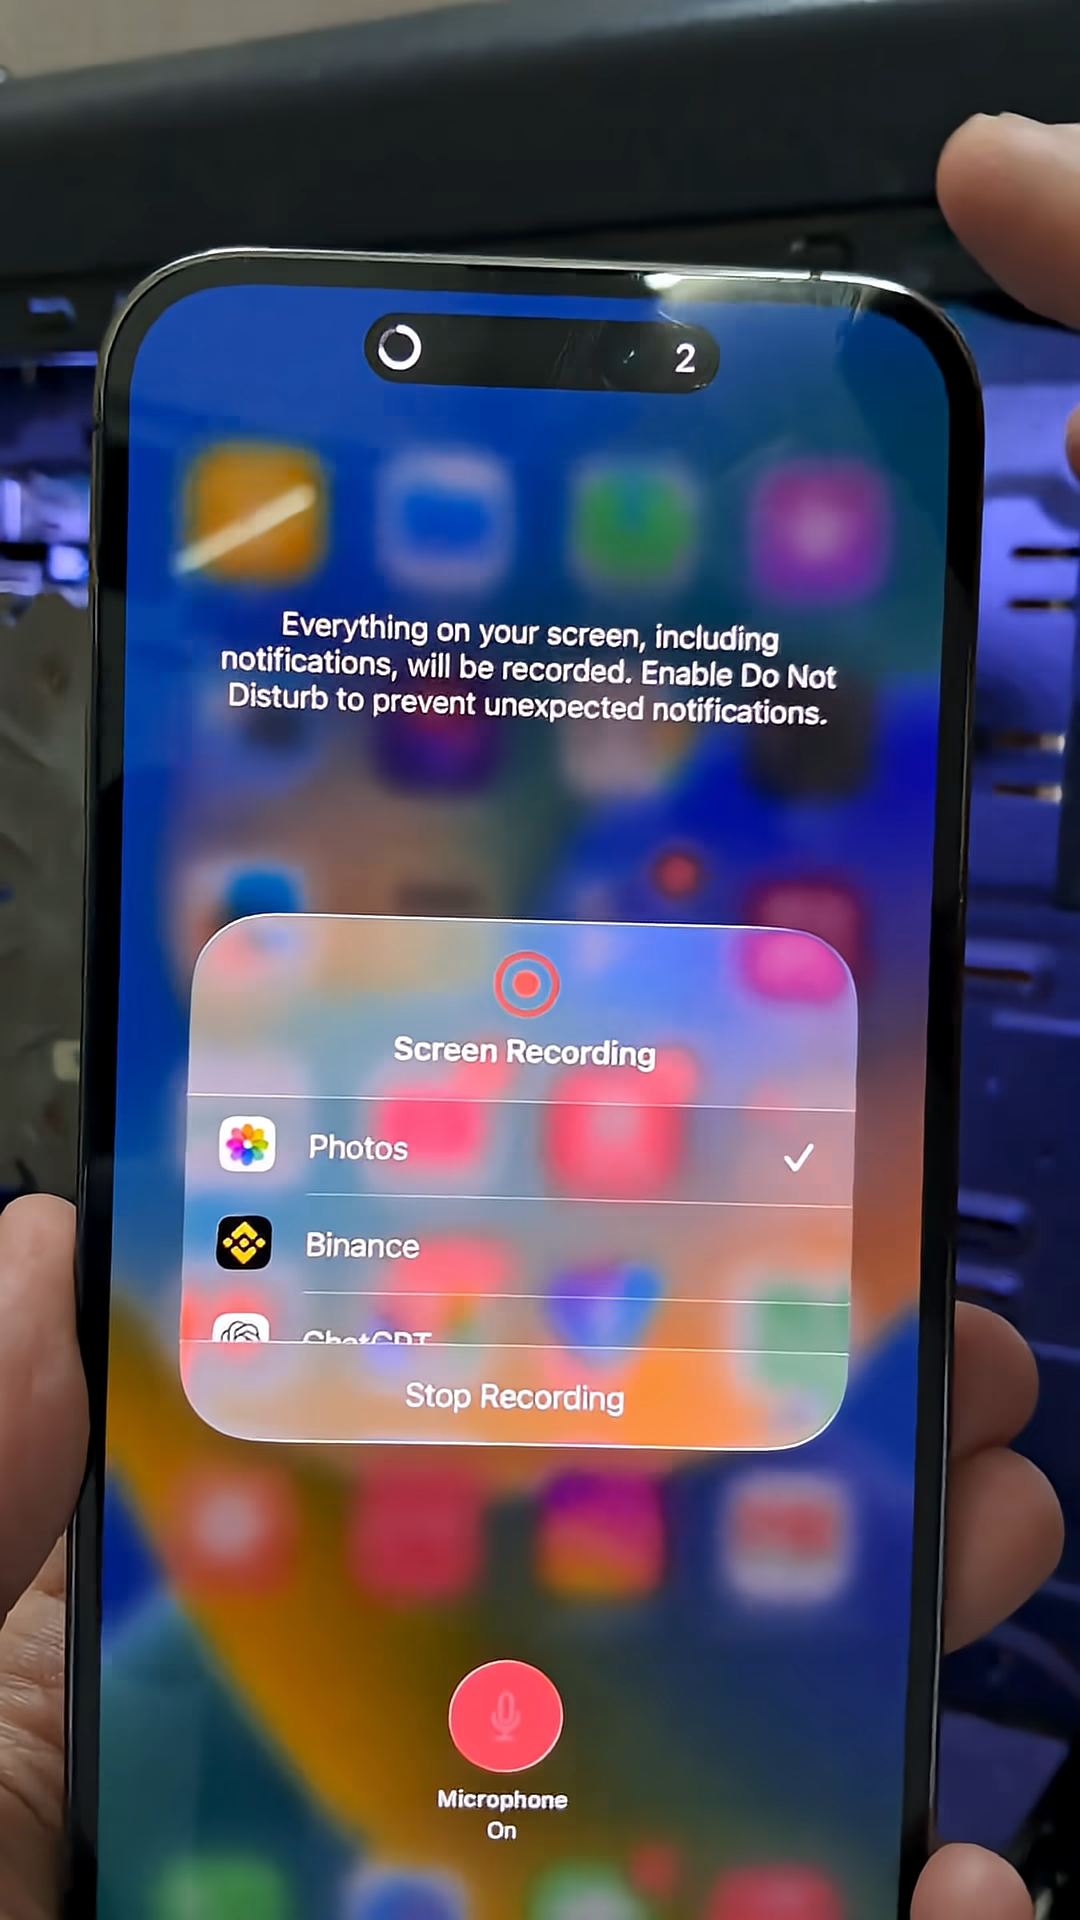 2
Everything on your screen, including
notifications, will be recorded. Enable Do Not
Disturb to prevent unexpected notifications.
Screen Recording
Photos
Binance
ChatGPT
Stop Recording
Microphone
On